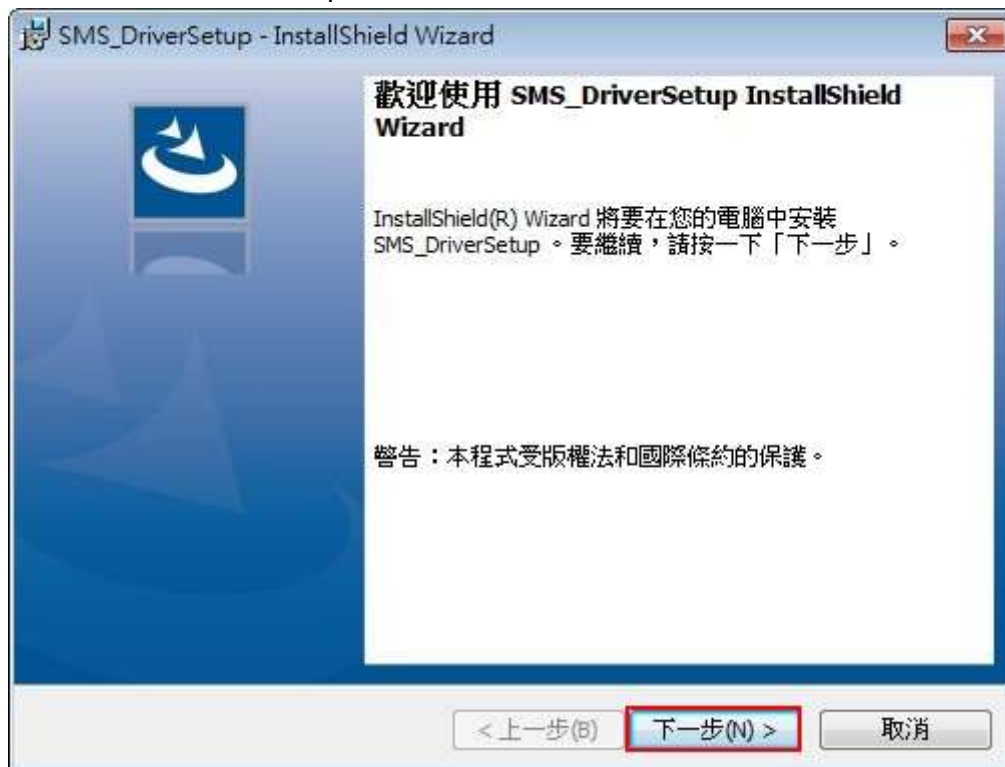 SMS_DriverSetup - InstallShield Wizard
歡迎使用 SMS_DriverSetup InstallShield
Wizard
InstallShield(R) Wizard 將要在您的電腦中安裝
SMS_DriverSetup 。要繼續，請按一下「下一步」。
警告：本程式受版權法和國際條約的保護。
<上一步(B)
下一步(N) >
取消